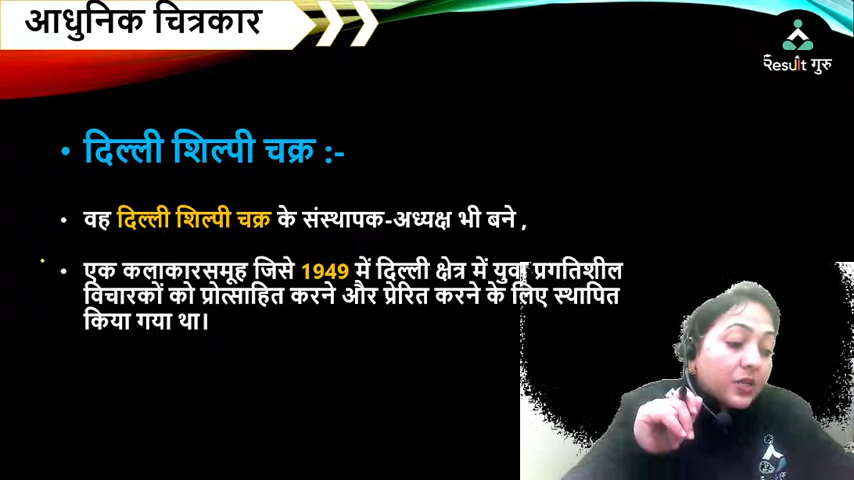 आधुनिक चित्रकार
Result गुरु
दिल्ली शिल्पी चक्र :-
वह दिल्ली शिल्पी चक्र के संस्थापक-अध्यक्ष भी बने ,
एक कलाकारसमूह जिसे 1949 में दिल्ली क्षेत्र में युवा प्रगतिशील
विचारकों को प्रोत्साहित करने और प्रेरित करने के लिए स्थापित
किया गया था।